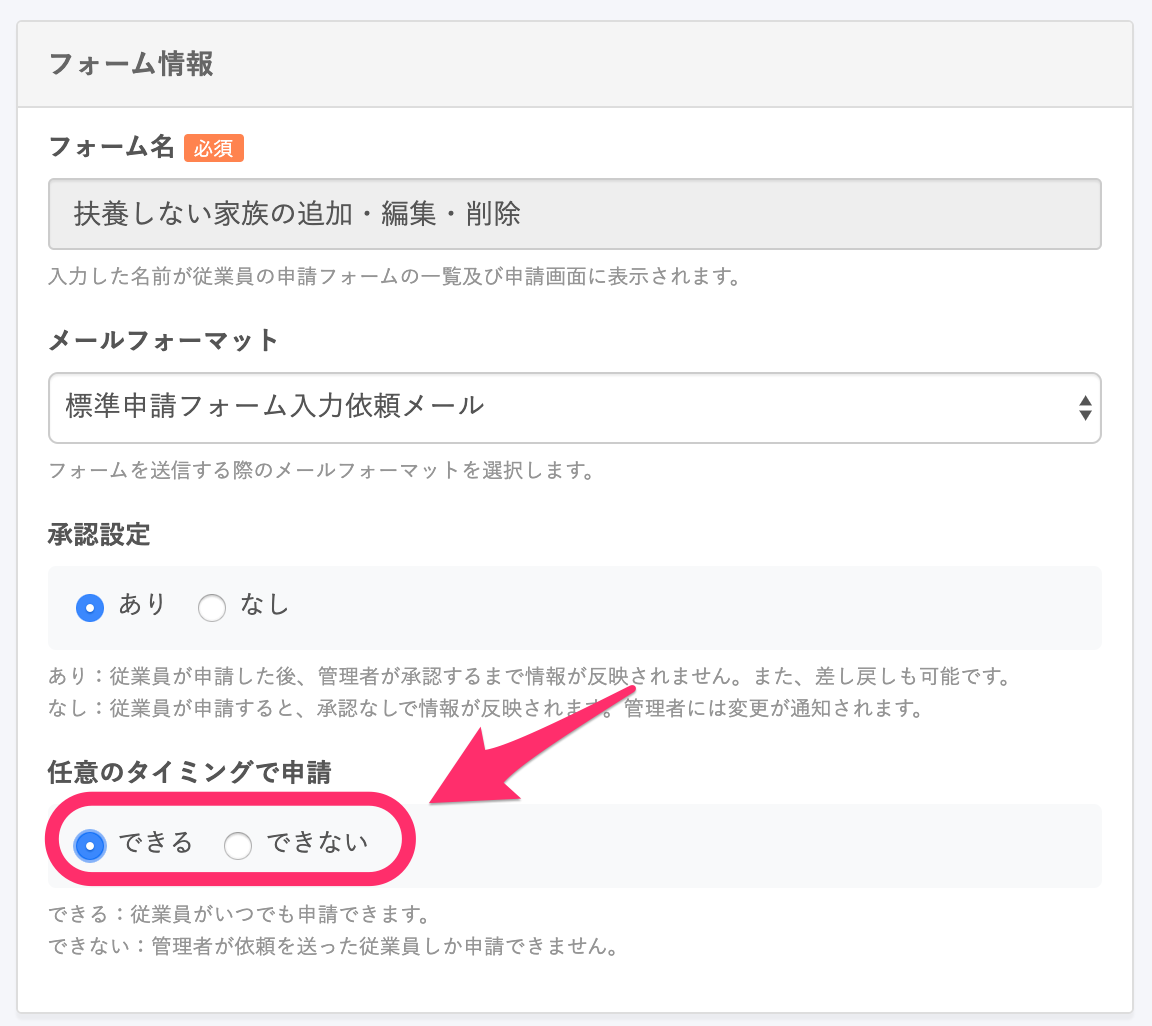 フォーム情報
フォーム名 必須
扶養しない家族の追加・編集・削除
入力した名前が従業員の申請フォームの一覧及び申請画面に表示されます。
メールフォーマット
標準申請フォーム入力依頼メール
フォームを送信する際のメールフォーマットを選択します。
承認設定
あり なし
あり：従業員が申請した後、管理者が承認するまで情報が反映されません。また、差し戻しも可能です。
なし：従業員が申請すると、承認なしで情報が反映されます。管理者には変更が通知されます。
任意のタイミングで申請
できる できない
できる：従業員がいつでも申請できます。
できない：管理者が依頼を送った従業員しか申請できません。